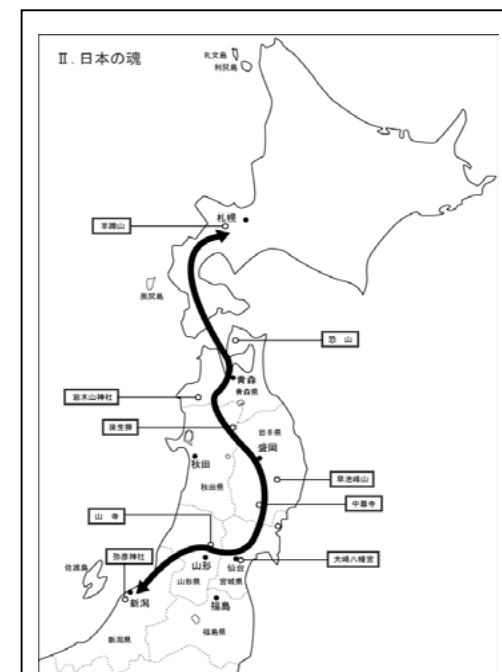 Ⅱ.日本の魂
礼文島
利尻島
札幌
羊蹄山
奥尻島
恐山
青森
青森県
岩木山神社
後生掛
岩手県
盛岡
秋田
秋田県
早池峰山
中尊寺
山寺
大崎八幡宮
弥彦神社
佐渡島
山形
仙台
山形県
宮城県
新潟
福島
新潟県
福島県